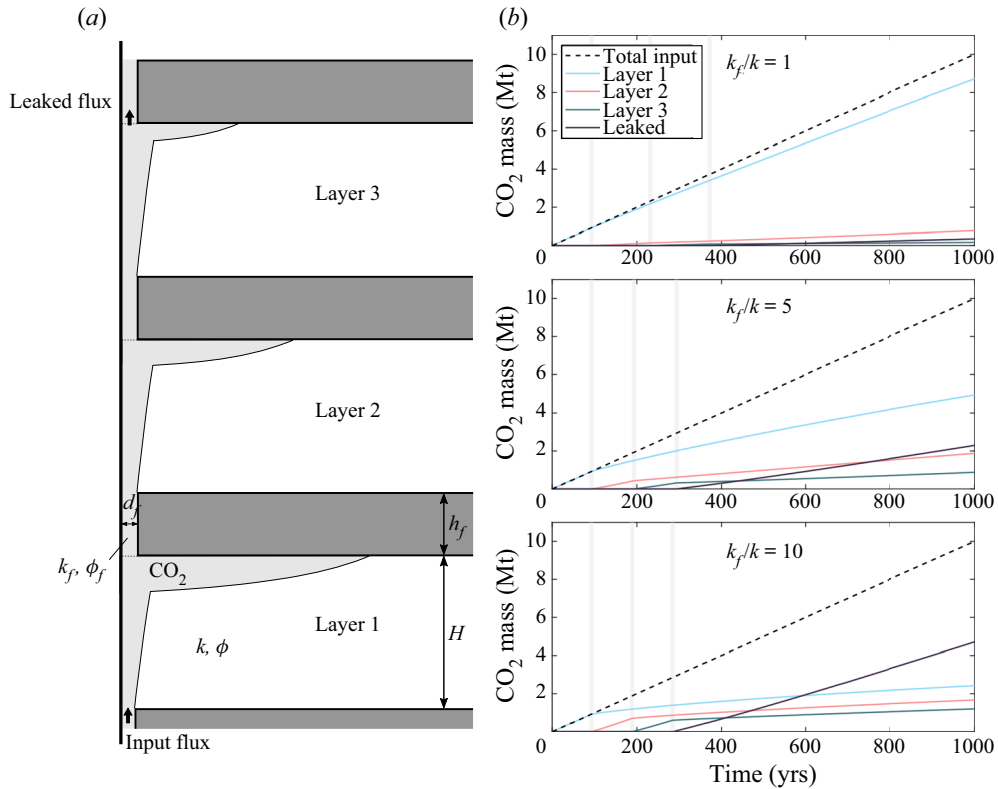 (a)
Leaked flux
Layer 3
Layer 2
d_f
h_f
k_f, ϕ_f
CO₂
Layer 1
H
k, ϕ
Input flux
(b)
CO₂ mass (Mt)
10
8
6
4
2
Total input
Layer 1
Layer 2
Layer 3
Leaked
k_f/k = 1
0
200
400
600
800
1000
CO₂ mass (Mt)
10
8
6
4
2
k_f/k = 5
0
200
400
600
800
1000
CO₂ mass (Mt)
10
8
6
4
2
k_f/k = 10
0
200
400
600
800
1000
Time (yrs)